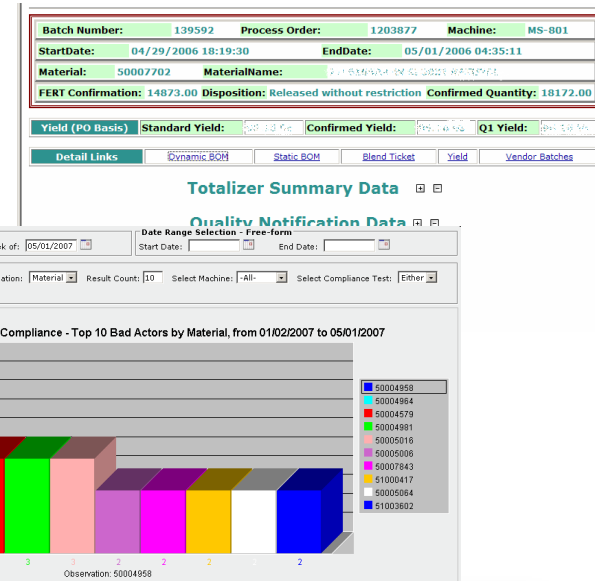 Batch Number: 139592 Process Order: 1203877 Machine: MS-801
StartDate: 04/29/2006 18:19:30 EndDate: 05/01/2006 04:35:11
Material: 50007702 MaterialName:
FERT Confirmation: 14873.00 Disposition: Released without restriction Confirmed Quantity: 18172.00
Yield (PO Basis) Standard Yield: Confirmed Yield: Q1 Yield:
Detail Links Dynamic BOM Static BOM Blend Ticket Yield Vendor Batches
Totalizer Summary Data
Quality Notification Data
Date Range Selection - Free-form
ek of: 05/01/2007 Start Date: End Date:
ation: Material Result Count: 10 Select Machine: -All- Select Compliance Test: Either
Compliance - Top 10 Bad Actors by Material, from 01/02/2007 to 05/01/2007
50004958
50004964
50004579
50004981
50005016
50005006
50007843
51000417
50005064
51003602
3 3 2 2 2 2
Observation: 50004958